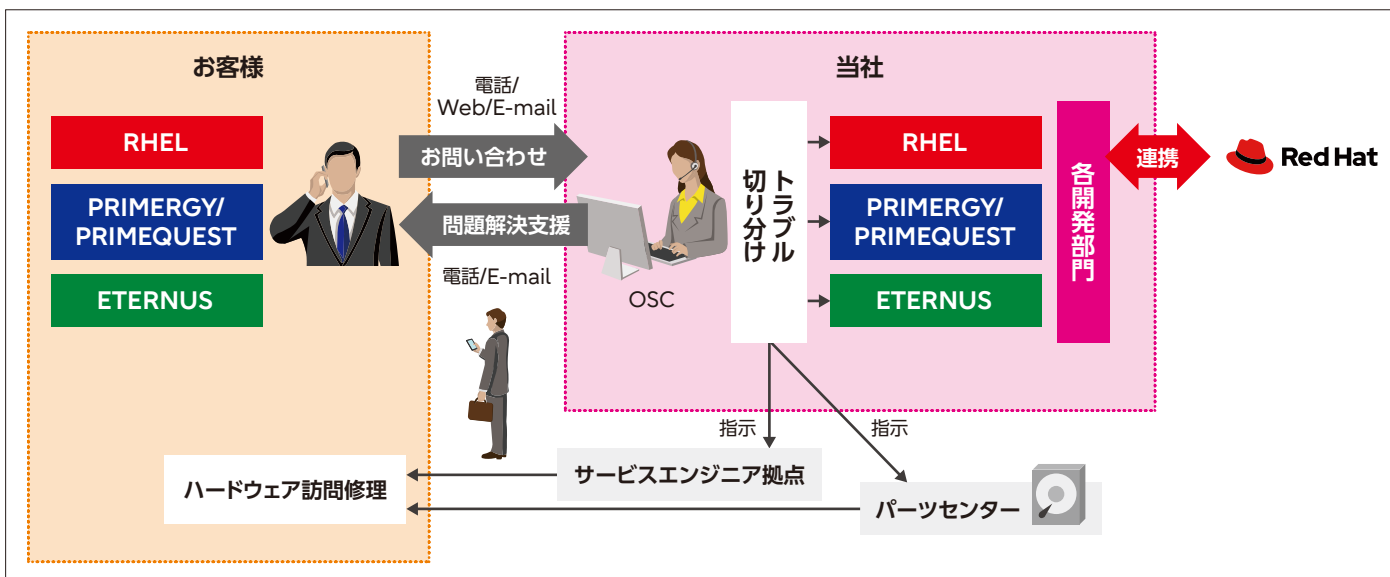 お客様
RHEL
PRIMERGY/
PRIMEQUEST
ETERNUS
電話/
Web/E-mail
お問い合わせ
問題解決支援
電話/E-mail
当社
OSC
トラブル
切り分け
RHEL
PRIMERGY/
PRIMEQUEST
ETERNUS
各開発部門
連携
Red Hat
指示
指示
サービスエンジニア拠点
パーツセンター
ハードウェア訪問修理